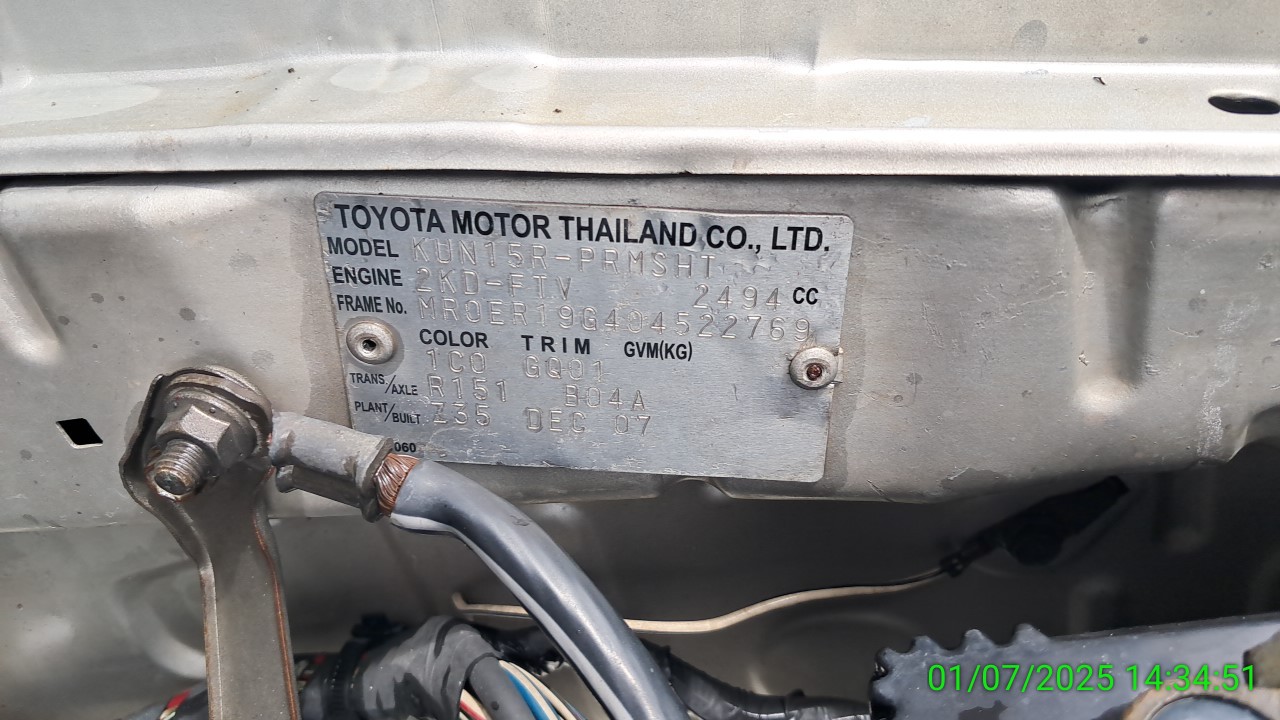 TOYOTA MOTOR THAILAND CO., LTD.
MODEL KUN15R-PRMSHT
ENGINE 2KD-FTV 2494 CC
FRAME No. MR0ER19G404522769
COLOR TRIM GVM(KG)
1C0 GQ01
TRANS/AXLE R151 B04A
PLANT/BUILT Z35 DEC 07
060
01/07/2025 14:34:51